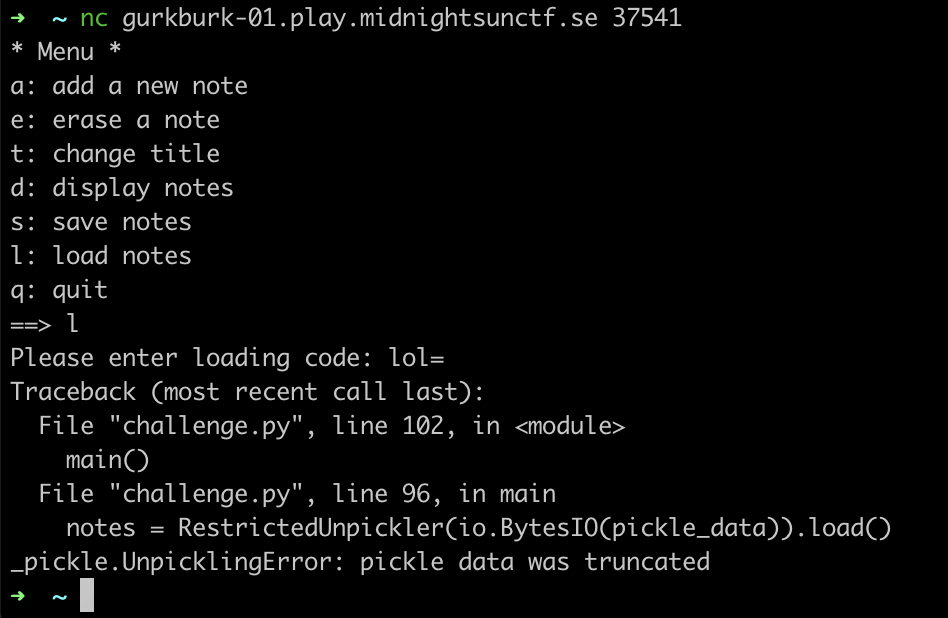 → ~ nc gurkburk-01.play.midnightsunctf.se 37541
* Menu *
a: add a new note
e: erase a note
t: change title
d: display notes
s: save notes
l: load notes
q: quit
==> l
Please enter loading code: lol=
Traceback (most recent call last):
  File "challenge.py", line 102, in <module>
    main()
  File "challenge.py", line 96, in main
    notes = RestrictedUnpickler(io.BytesIO(pickle_data)).load()
_pickle.UnpicklingError: pickle data was truncated
→ ~